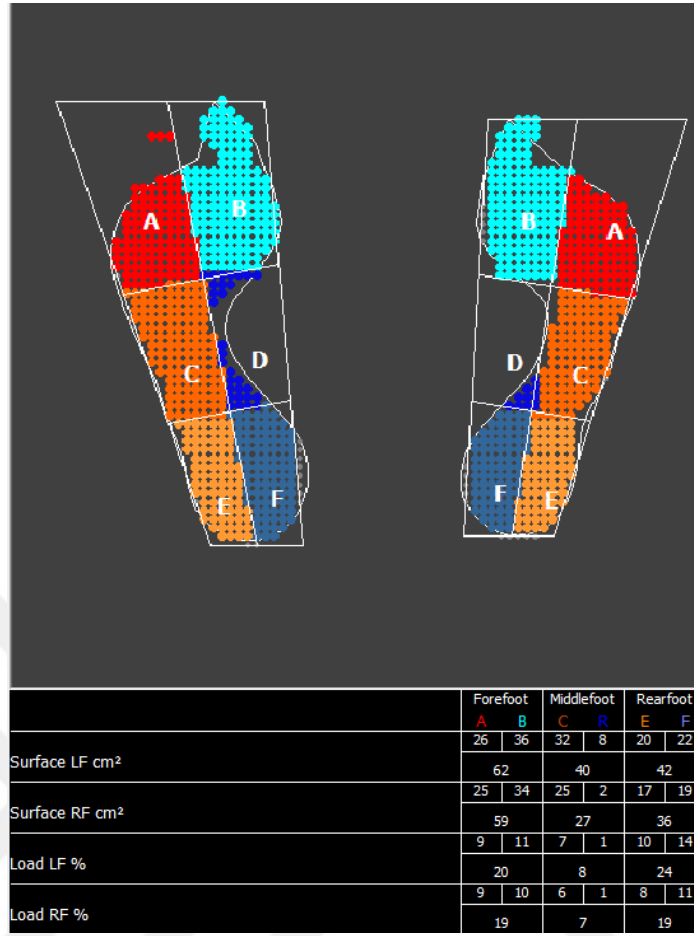 B
A
B
A
D
D
C
C
F
F
E
E
Forefoot Middlefoot Rearfoot
A B C R E F
26 36 32 8 20 22
Surface LF cm²
62 40 42
25 34 25 2 17 19
Surface RF cm²
59 27 36
9 11 7 1 10 14
Load LF %
20 8 24
9 10 6 1 8 11
Load RF %
19 7 19